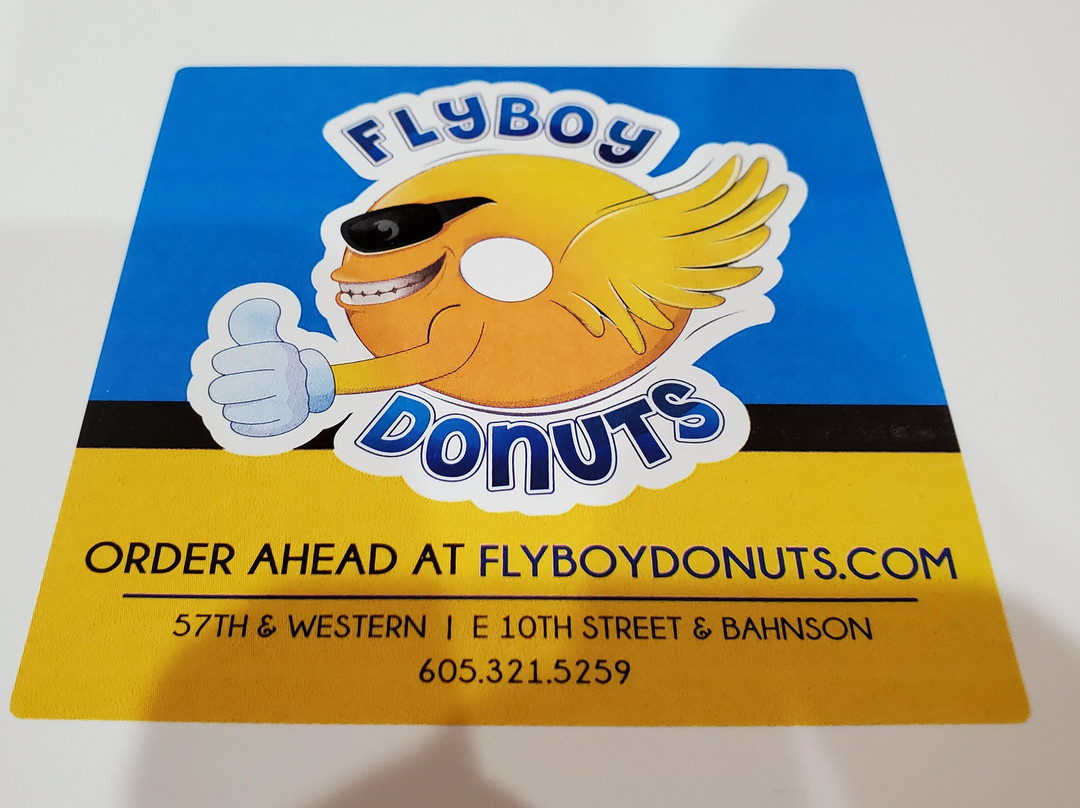 FLYBOY
DONUTS
ORDER AHEAD AT FLYBOYDONUTS.COM
57TH & WESTERN | E 10TH STREET & BAHNSON
605.321.5259